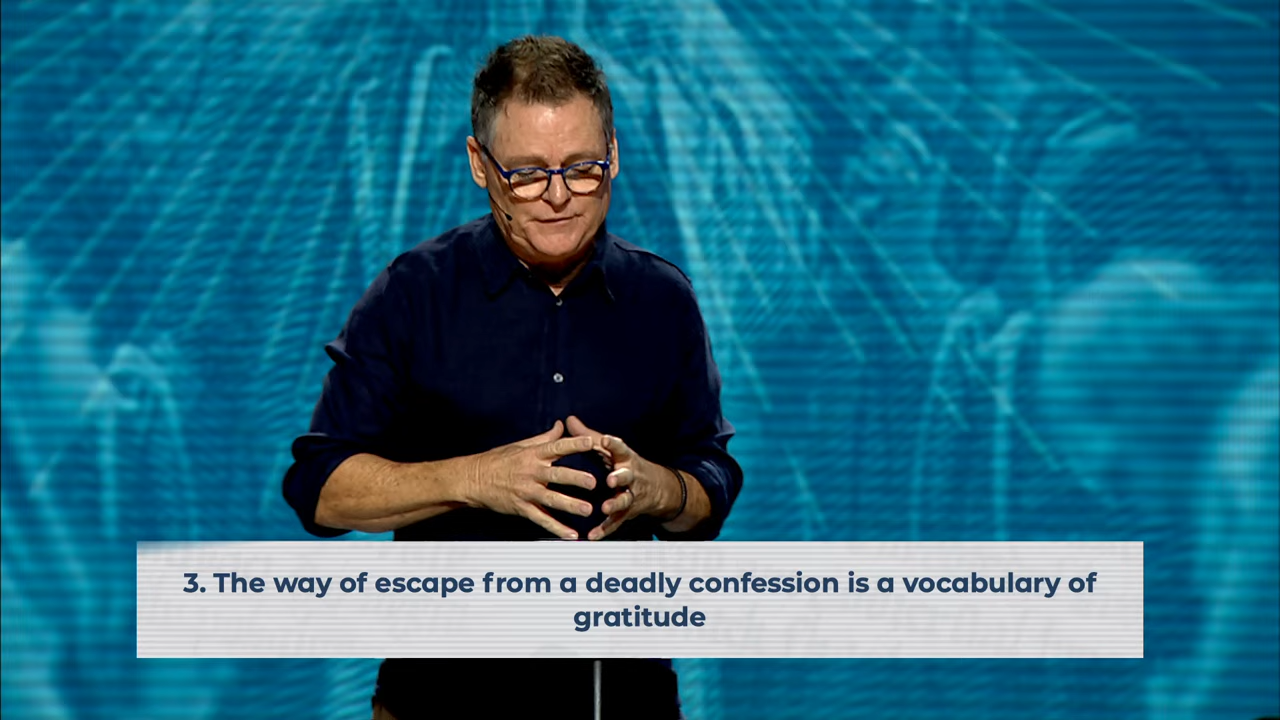 3. The way of escape from a deadly confession is a vocabulary of
gratitude